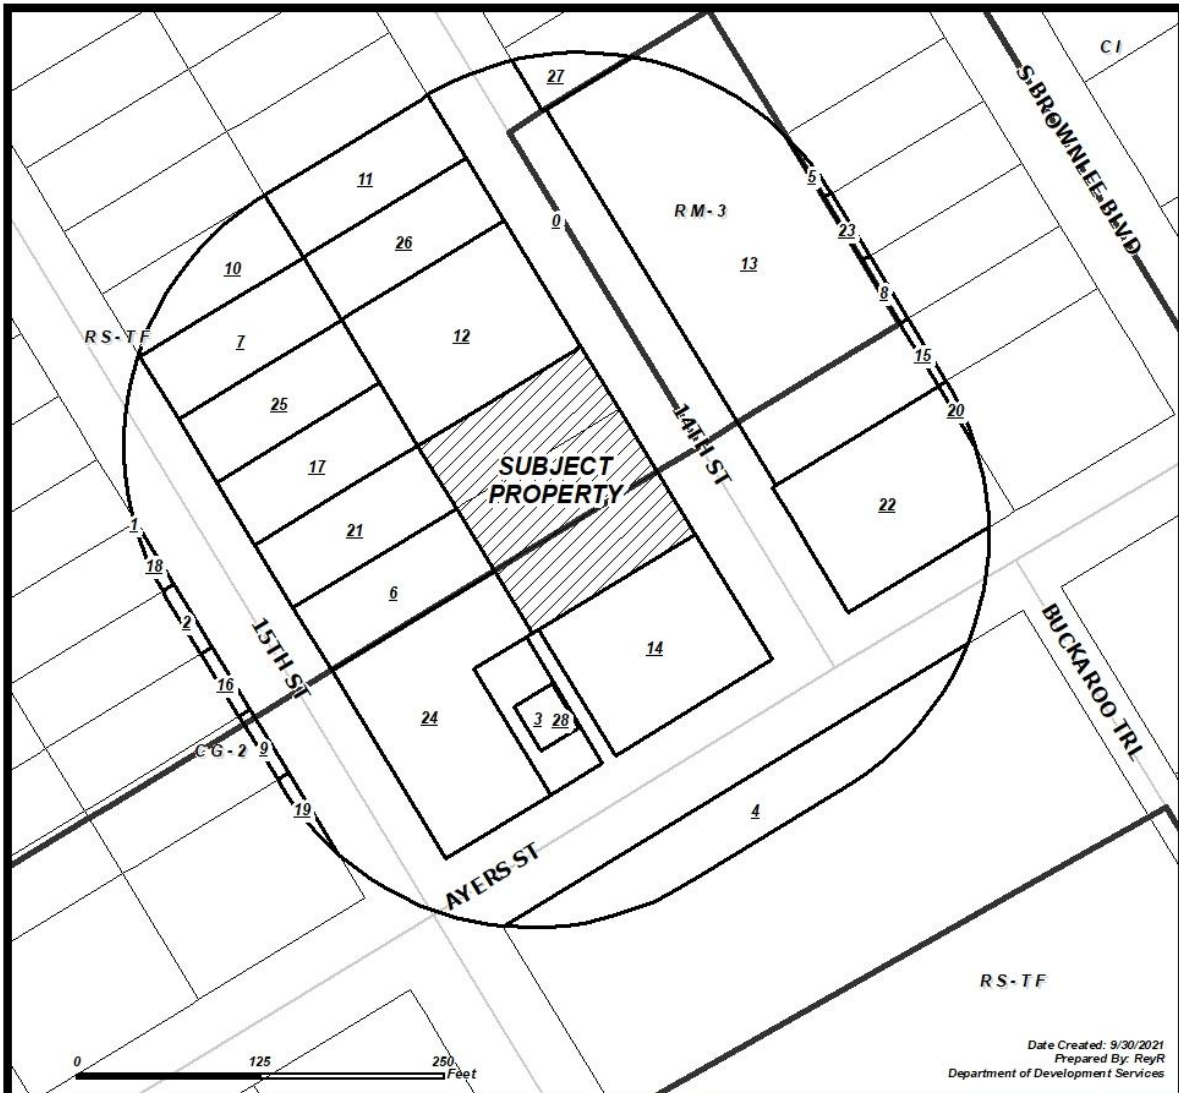 CI
S.BROWNLEE BLVD
27
5
11
RM-3
0
23
26
13
10
8
RS-TF
7
12
15
25
20
14TH ST
SUBJECT
PROPERTY
17
22
1
21
18
6
2
15TH ST
14
BUCKAROO TRL
16
24
3
28
CG-2
9
19
4
AYERS ST
RS-TF
0
125
250
Feet
Date Created: 9/30/2021
Prepared By: ReyR
Department of Development Services